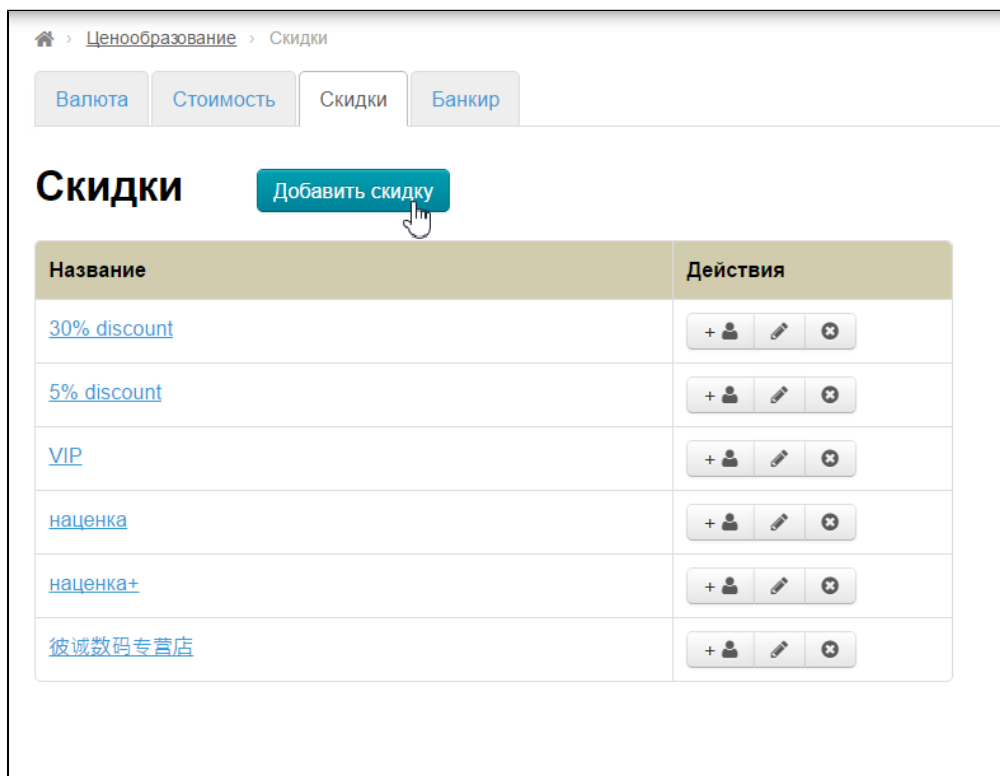 Ценообразование › Скидки
Валюта Стоимость Скидки Банкир
Скидки Добавить скидку
Название Действия
30% discount +
5% discount +
VIP +
наценка +
наценка+ +
彼诚数码专营店 +